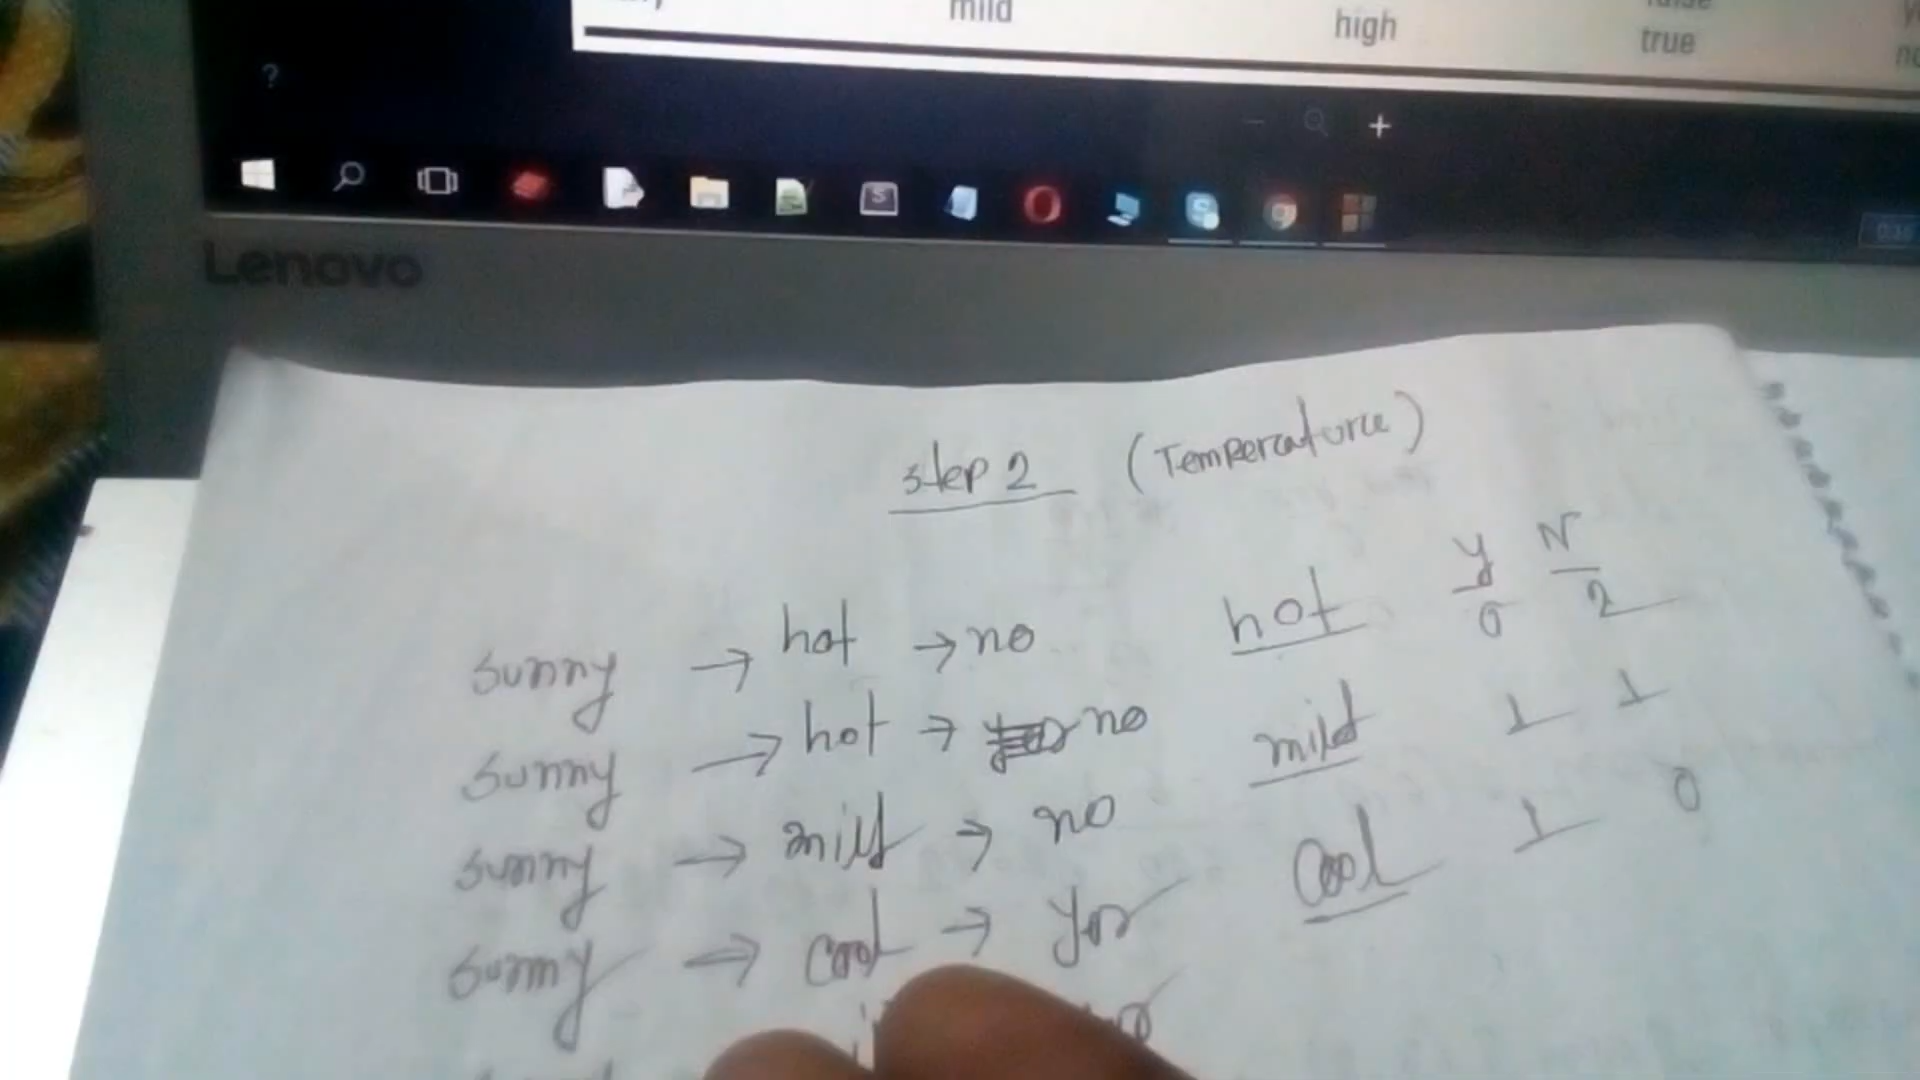 mild high true
?
Lenovo
step 2 (Temperature)
Y N
sunny → hot → no hot 0 2
sunny → hot → no mild 1 1
sunny → mild → no cool 1 0
sunny → cool → yes